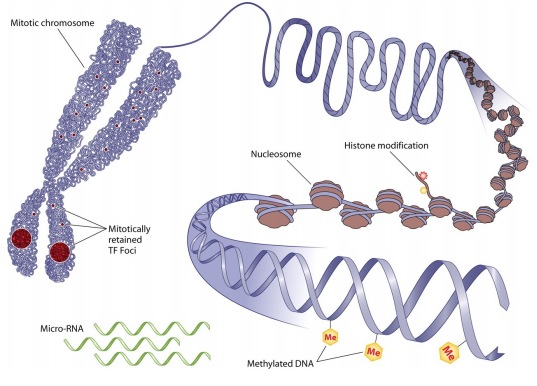 Mitotic chromosome
Histone modification
Nucleosome
Mitotically
retained
TF Foci
Micro-RNA
Me
Me
Me
Methylated DNA